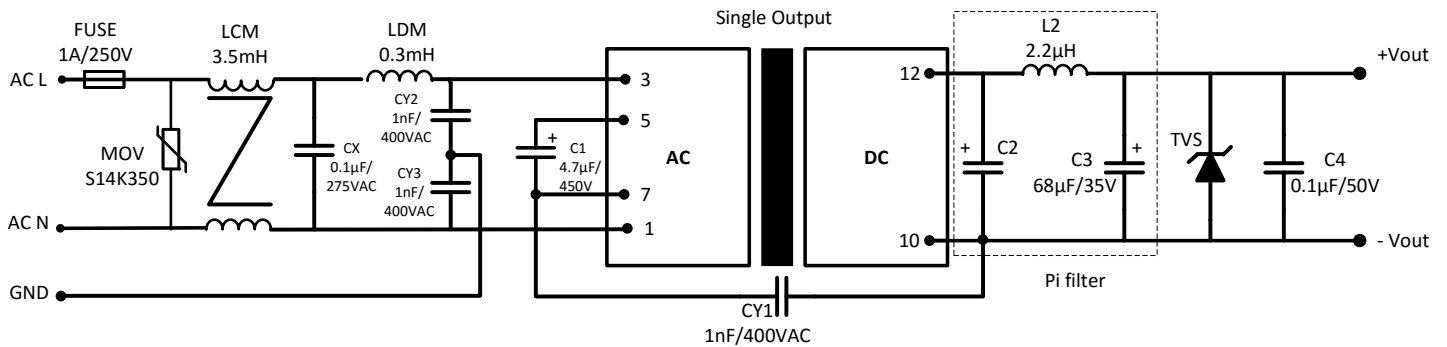 Single Output
FUSE
1A/250V
LCM
3.5mH
LDM
0.3mH
L2
2.2µH
AC L
3
12
+Vout
CY2
1nF/
400VAC
5
MOV
S14K350
CX
0.1µF/
275VAC
CY3
1nF/
400VAC
+
C1
4.7µF/
450V
AC
DC
+
C2
C3
68µF/35V
+
TVS
C4
0.1µF/50V
7
AC N
1
10
- Vout
GND
Pi filter
CY1
1nF/400VAC